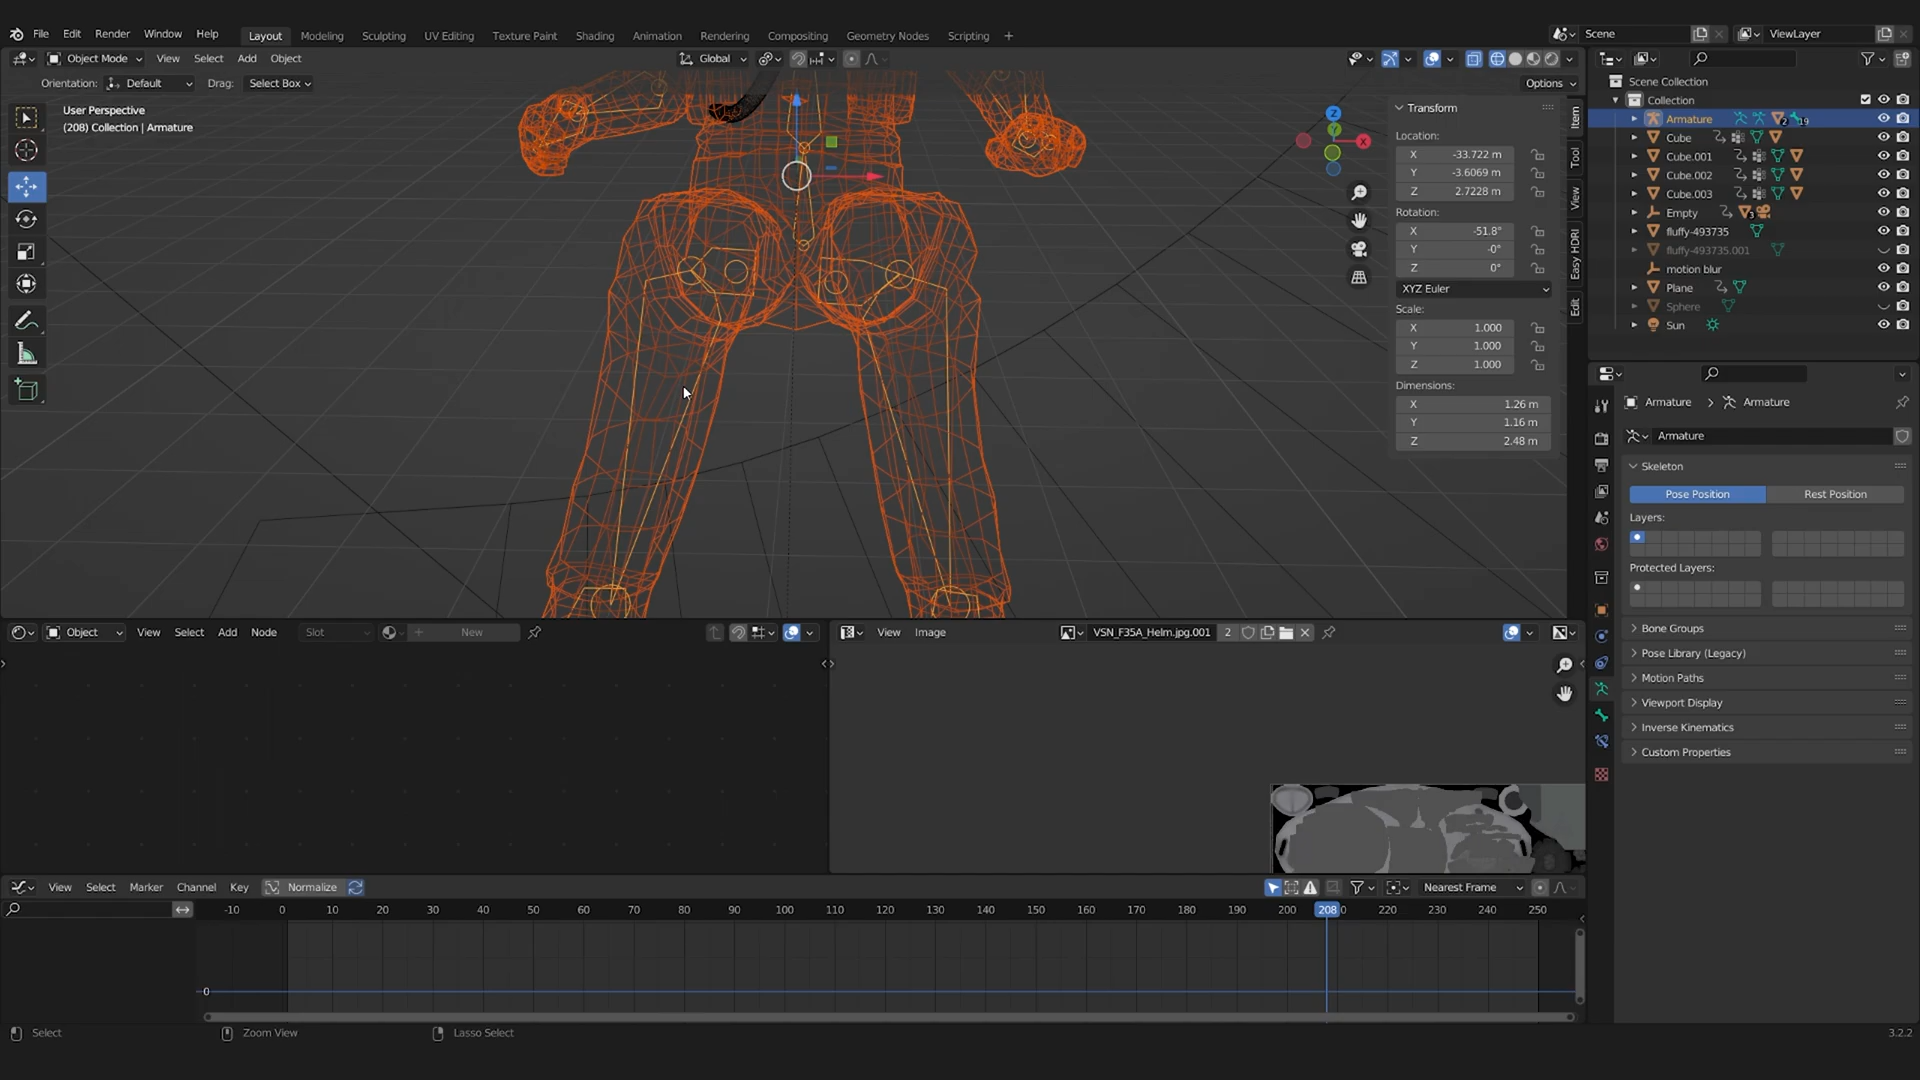 File Edit Render Window Help Layout Modeling Sculpting UV Editing Texture Paint Shading Animation Rendering Compositing Geometry Nodes Scripting + Scene ViewLayer
Object Mode View Select Add Object Global
Orientation: Default Drag: Select Box Options
User Perspective
(208) Collection | Armature
Z
Y
X
Transform
Location:
X -33.722 m
Y -3.6069 m
Z 2.7228 m
Rotation:
X -51.8°
Y -0°
Z 0°
XYZ Euler
Scale:
X 1.000
Y 1.000
Z 1.000
Dimensions:
X 1.26 m
Y 1.16 m
Z 2.48 m
Item
Tool
View
Easy HDRI
Edit
Scene Collection
Collection
Armature 2 19
Cube
Cube.001
Cube.002
Cube.003
Empty 3
fluffy-493735
fluffy-493735.001
motion blur
Plane
Sphere
Sun
Armature > Armature
Armature
Skeleton
Pose Position Rest Position
Layers:
Protected Layers:
Bone Groups
Pose Library (Legacy)
Motion Paths
Viewport Display
Inverse Kinematics
Custom Properties
Object View Select Add Node Slot New
View Image VSN_F35A_Helm.jpg.001 2
View Select Marker Channel Key Normalize Nearest Frame
-10 0 10 20 30 40 50 60 70 80 90 100 110 120 130 140 150 160 170 180 190 200 208 0 220 230 240 250
0
Select Zoom View Lasso Select 3.2.2